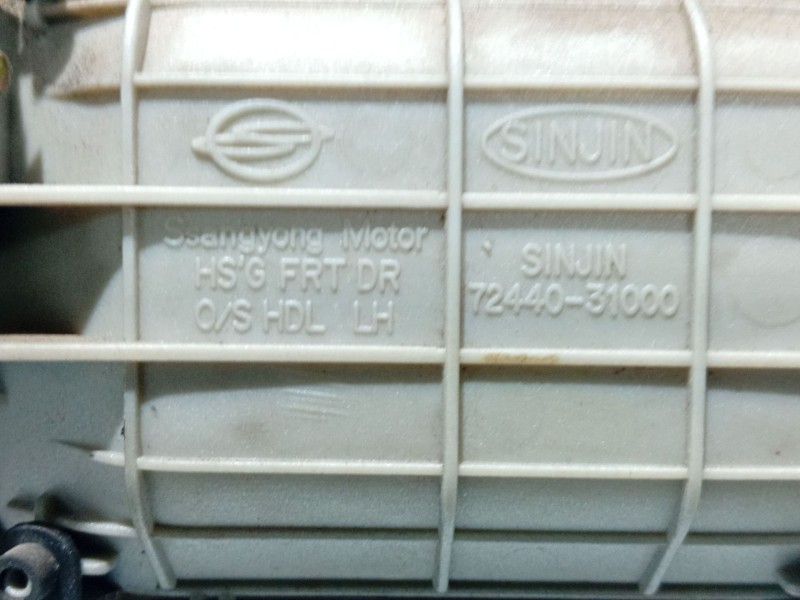 SINJIN
Ssangyong Motor
HS'G FRT DR
O/S HDL LH
SINJIN
72440-31000